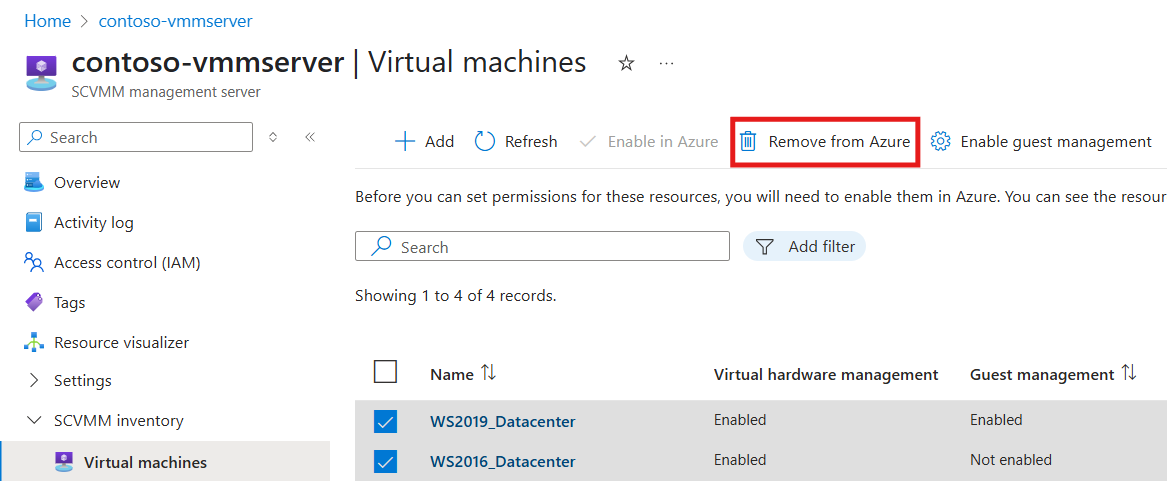 Home > contoso-vmmserver
contoso-vmmserver | Virtual machines
SCVMM management server
Search
Add Refresh Enable in Azure Remove from Azure Enable guest management
Overview
Activity log
Access control (IAM)
Tags
Resource visualizer
Settings
SCVMM inventory
Virtual machines
Before you can set permissions for these resources, you will need to enable them in Azure. You can see the resour
Search Add filter
Showing 1 to 4 of 4 records.
Name Virtual hardware management Guest management
WS2019_Datacenter Enabled Enabled
WS2016_Datacenter Enabled Not enabled